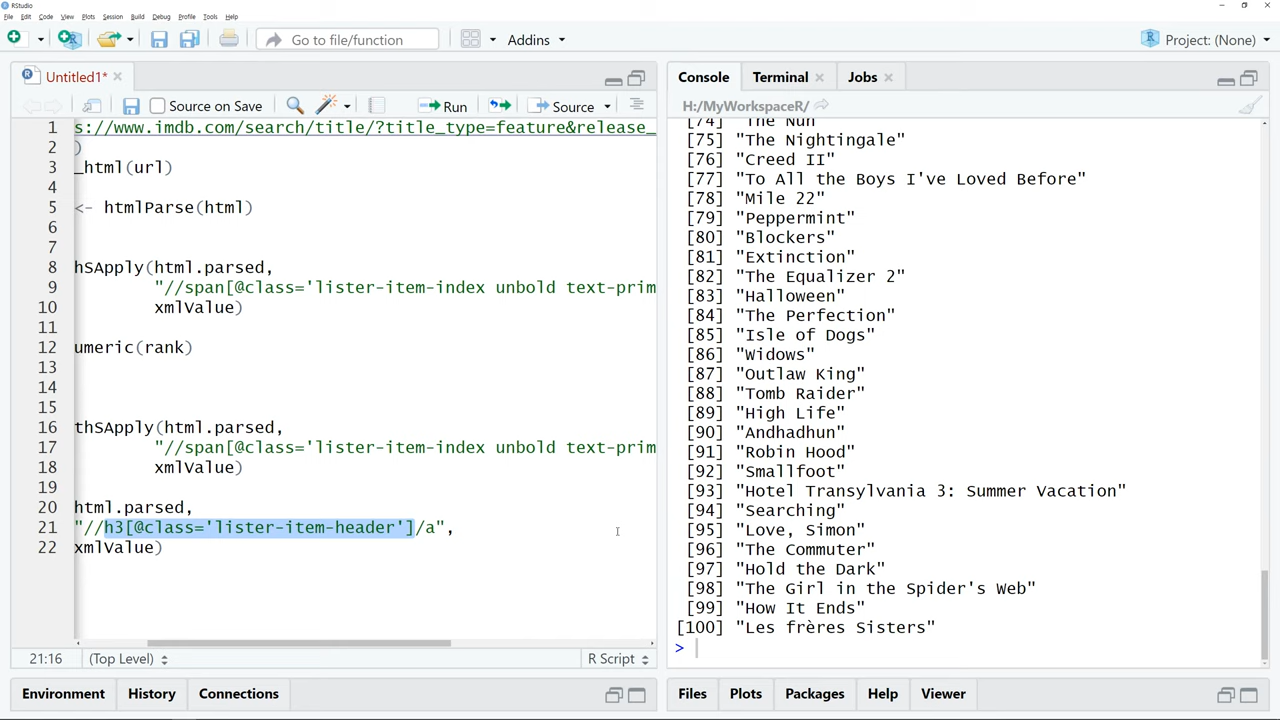 RStudio
File Edit Code View Plots Session Build Debug Profile Tools Help
Go to file/function Addins Project: (None)
Untitled1*
Source on Save Run Source
1 s://www.imdb.com/search/title/?title_type=feature&release_
2 )
3 _html(url)
4
5 <- htmlParse(html)
6
7
8 hSApply(html.parsed,
9 "//span[@class='lister-item-index unbold text-prim
10 xmlValue)
11
12 umeric(rank)
13
14
15
16 thSApply(html.parsed,
17 "//span[@class='lister-item-index unbold text-prim
18 xmlValue)
19
20 html.parsed,
21 "//h3[@class='lister-item-header']/a",
22 xmlValue)
21:16 (Top Level) R Script
Environment History Connections
Console Terminal Jobs
H:/MyWorkspaceR/
[74] "The Nun"
[75] "The Nightingale"
[76] "Creed II"
[77] "To All the Boys I've Loved Before"
[78] "Mile 22"
[79] "Peppermint"
[80] "Blockers"
[81] "Extinction"
[82] "The Equalizer 2"
[83] "Halloween"
[84] "The Perfection"
[85] "Isle of Dogs"
[86] "Widows"
[87] "Outlaw King"
[88] "Tomb Raider"
[89] "High Life"
[90] "Andhadhun"
[91] "Robin Hood"
[92] "Smallfoot"
[93] "Hotel Transylvania 3: Summer Vacation"
[94] "Searching"
[95] "Love, Simon"
[96] "The Commuter"
[97] "Hold the Dark"
[98] "The Girl in the Spider's Web"
[99] "How It Ends"
[100] "Les frères Sisters"
>
Files Plots Packages Help Viewer